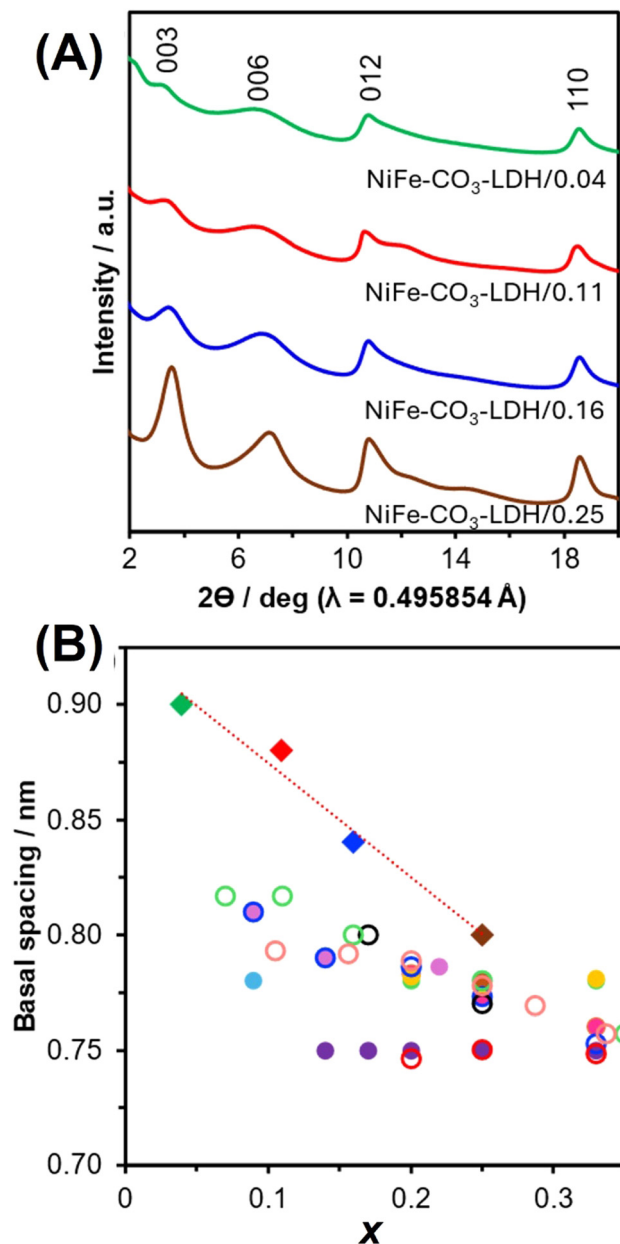 (A)
003
006
012
110
NiFe-CO₃-LDH/0.04
NiFe-CO₃-LDH/0.11
NiFe-CO₃-LDH/0.16
NiFe-CO₃-LDH/0.25
Intensity / a.u.
2 6 10 14 18
2Θ / deg (λ = 0.495854 Å)
(B)
0.90
0.85
0.80
0.75
0.70
Basal spacing / nm
0 0.1 0.2 0.3
x